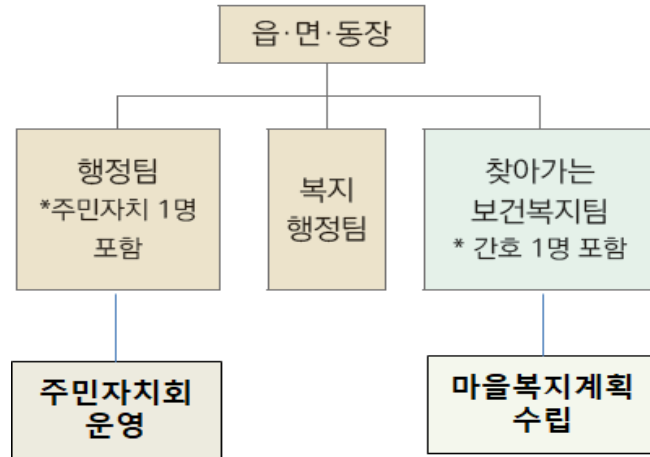 읍·면·동장
행정팀
*주민자치 1명
포함
복지
행정팀
찾아가는
보건복지팀
* 간호 1명 포함
주민자치회
운영
마을복지계획
수립